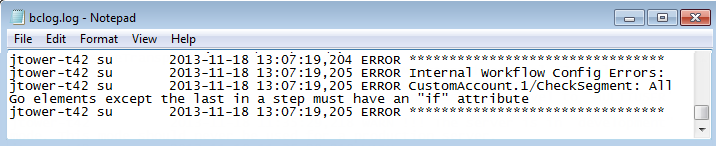 bclog.log - Notepad
File Edit Format View Help
jtower-t42 su 2013-11-18 13:07:19,204 ERROR ********************************
jtower-t42 su 2013-11-18 13:07:19,205 ERROR Internal Workflow Config Errors:
jtower-t42 su 2013-11-18 13:07:19,205 ERROR CustomAccount.1/CheckSegment: All
Go elements except the last in a step must have an "if" attribute
jtower-t42 su 2013-11-18 13:07:19,205 ERROR ********************************